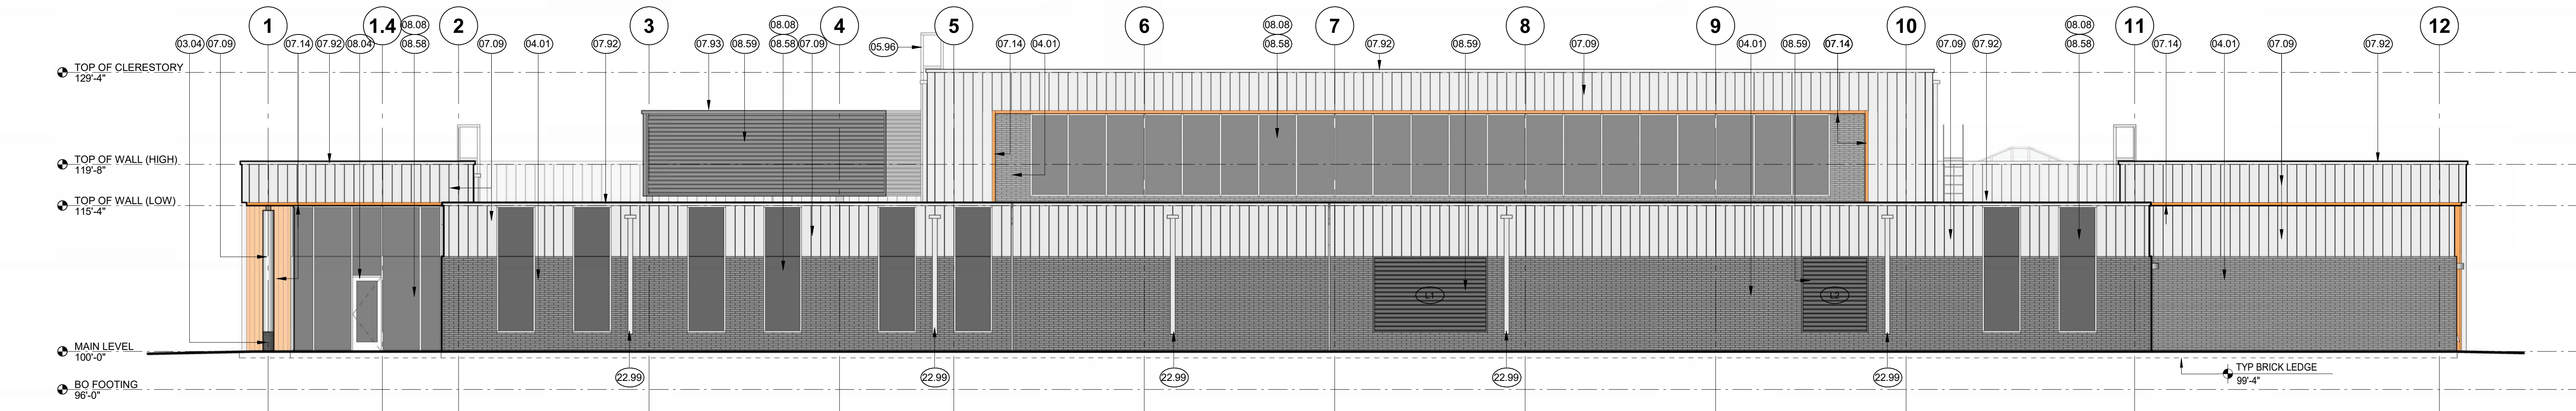 1 1.4 2 3 4 5 6 7 8 9 10 11 12
08.08 08.08 08.08 08.08
03.04 07.09 07.14 07.92 08.04 08.58 07.09 04.01 07.92 07.93 08.59 08.58 07.09 05.96 07.14 04.01 08.58 07.92 08.59 07.09 04.01 08.59 07.14 07.09 07.92 08.58 07.14 04.01 07.09 07.92
TOP OF CLERESTORY
129'-4"
TOP OF WALL (HIGH)
119'-8"
TOP OF WALL (LOW)
115'-4"
L1 L2
MAIN LEVEL
100'-0"
22.99 22.99 22.99 22.99 22.99
TYP BRICK LEDGE
99'-4"
BO FOOTING
96'-0"